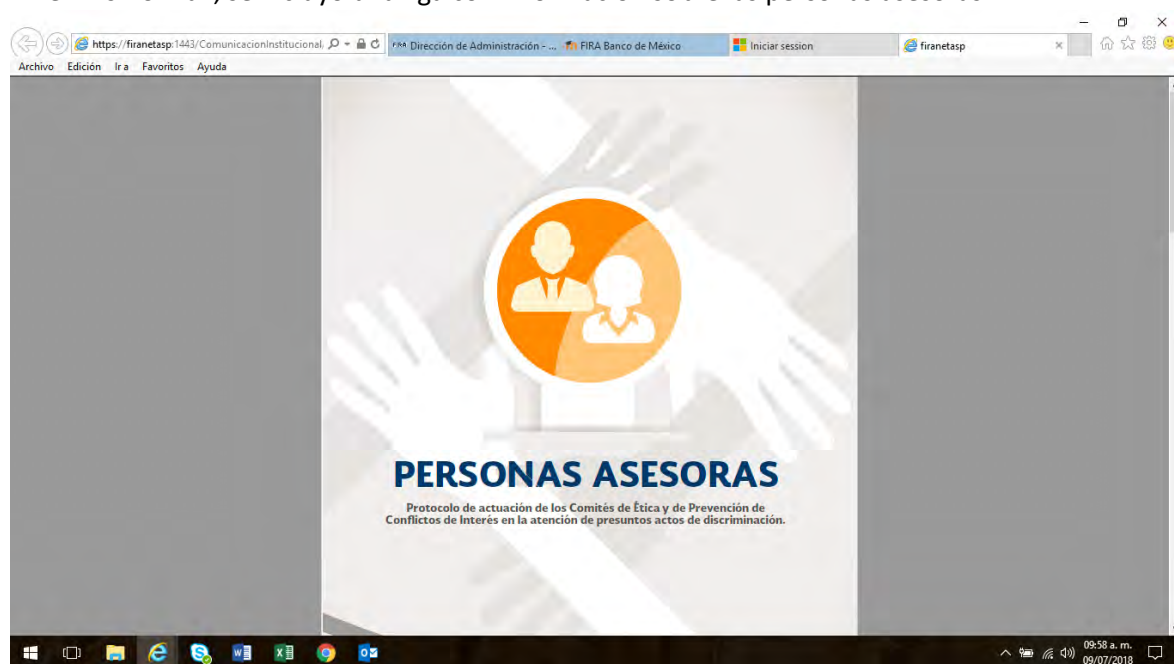 https://firanetasp:1443/ComunicacionInstitucional,
Dirección de Administración - ...
FIRA Banco de México
Iniciar session
firanetasp
Archivo Edición Ir a Favoritos Ayuda
PERSONAS ASESORAS
Protocolo de actuación de los Comités de Ética y de Prevención de
Conflictos de Interés en la atención de presuntos actos de discriminación.
09:58 a. m.
09/07/2018